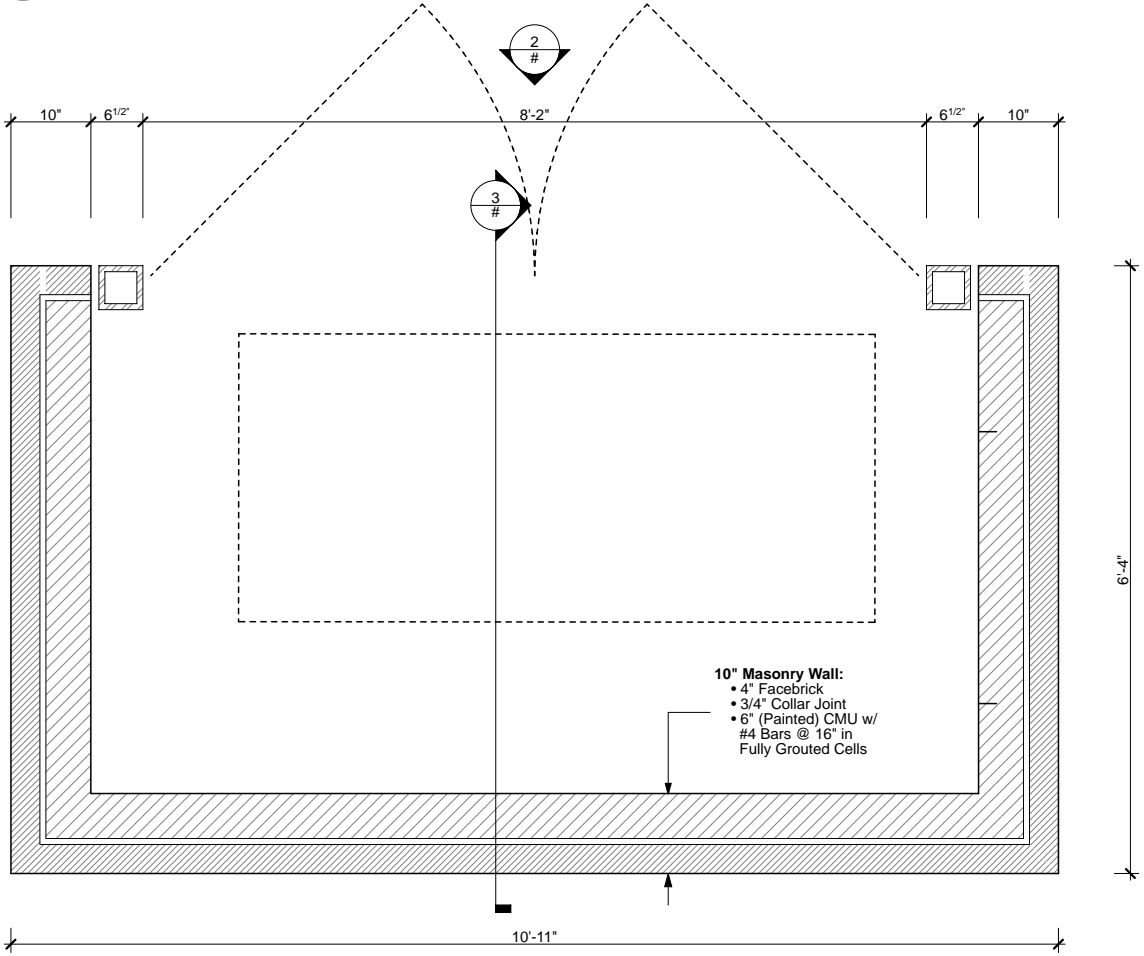 2
#
10" 6 1/2" 8'-2" 6 1/2" 10"
3
#
6'-4"
10" Masonry Wall:
• 4" Facebrick
• 3/4" Collar Joint
• 6" (Painted) CMU w/
#4 Bars @ 16" in
Fully Grouted Cells
10'-11"